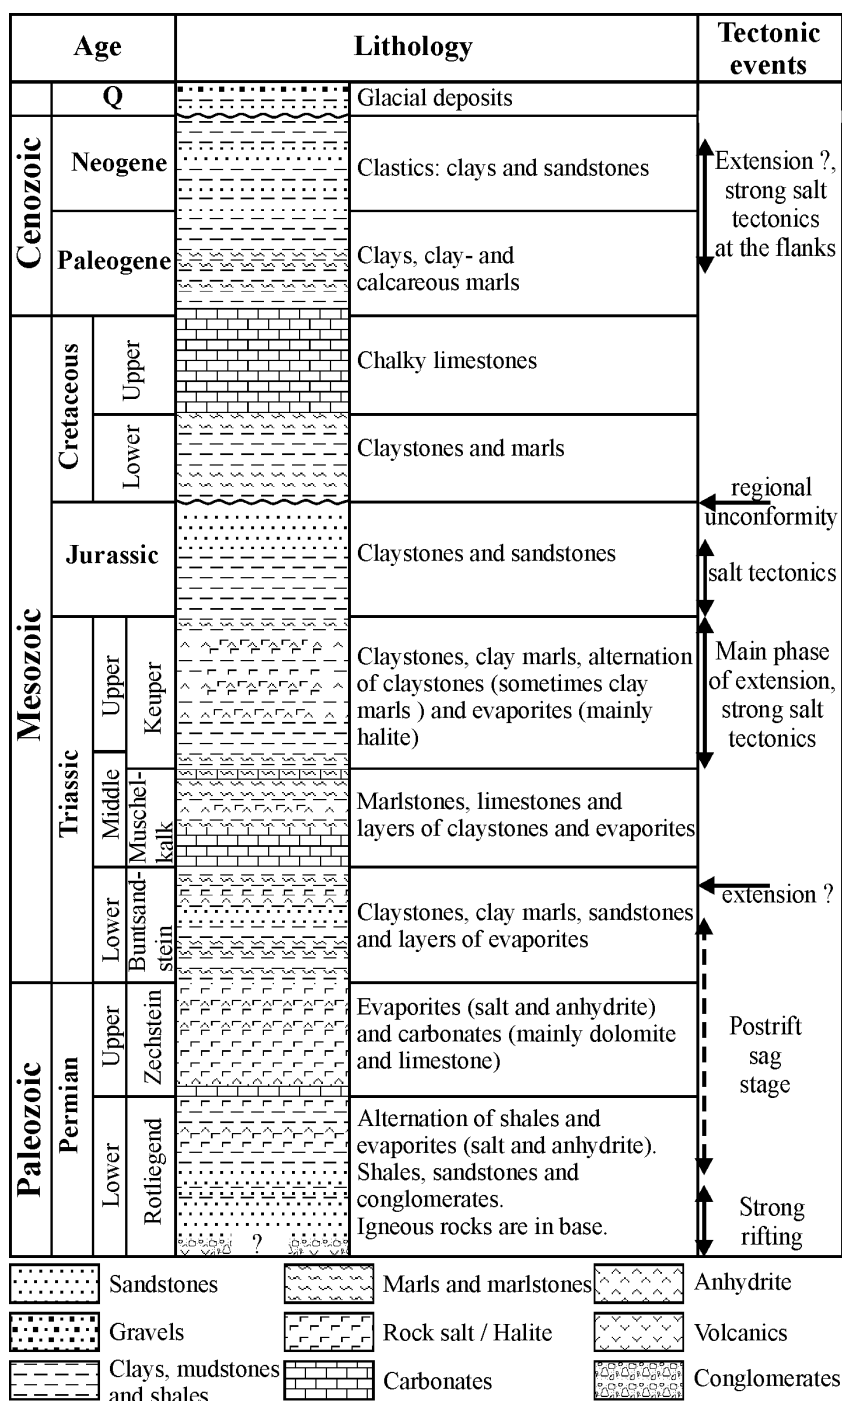 Age
Lithology
Tectonic
events
Q
Glacial deposits
Cenozoic
Neogene
Clastics: clays and sandstones
Extension ?,
strong salt
tectonics
at the flanks
Paleogene
Clays, clay- and
calcareous marls
Mesozoic
Cretaceous
Upper
Chalky limestones
Lower
Claystones and marls
regional
unconformity
Jurassic
Claystones and sandstones
salt tectonics
Triassic
Upper
Keuper
Claystones, clay marls, alternation
of claystones (sometimes clay
marls ) and evaporites (mainly
halite)
Main phase
of extension,
strong salt
tectonics
Middle
Muschel-
kalk
Marlstones, limestones and
layers of claystones and evaporites
Lower
Buntsand-
stein
Claystones, clay marls, sandstones
and layers of evaporites
extension ?
Paleozoic
Permian
Upper
Zechstein
Evaporites (salt and anhydrite)
and carbonates (mainly dolomite
and limestone)
Postrift
sag
stage
Lower
Rotliegend
Alternation of shales and
evaporites (salt and anhydrite).
Shales, sandstones and
conglomerates.
Igneous rocks are in base.
?
Strong
rifting
Sandstones
Marls and marlstones
Anhydrite
Gravels
Rock salt / Halite
Volcanics
Clays, mudstones
and shales
Carbonates
Conglomerates